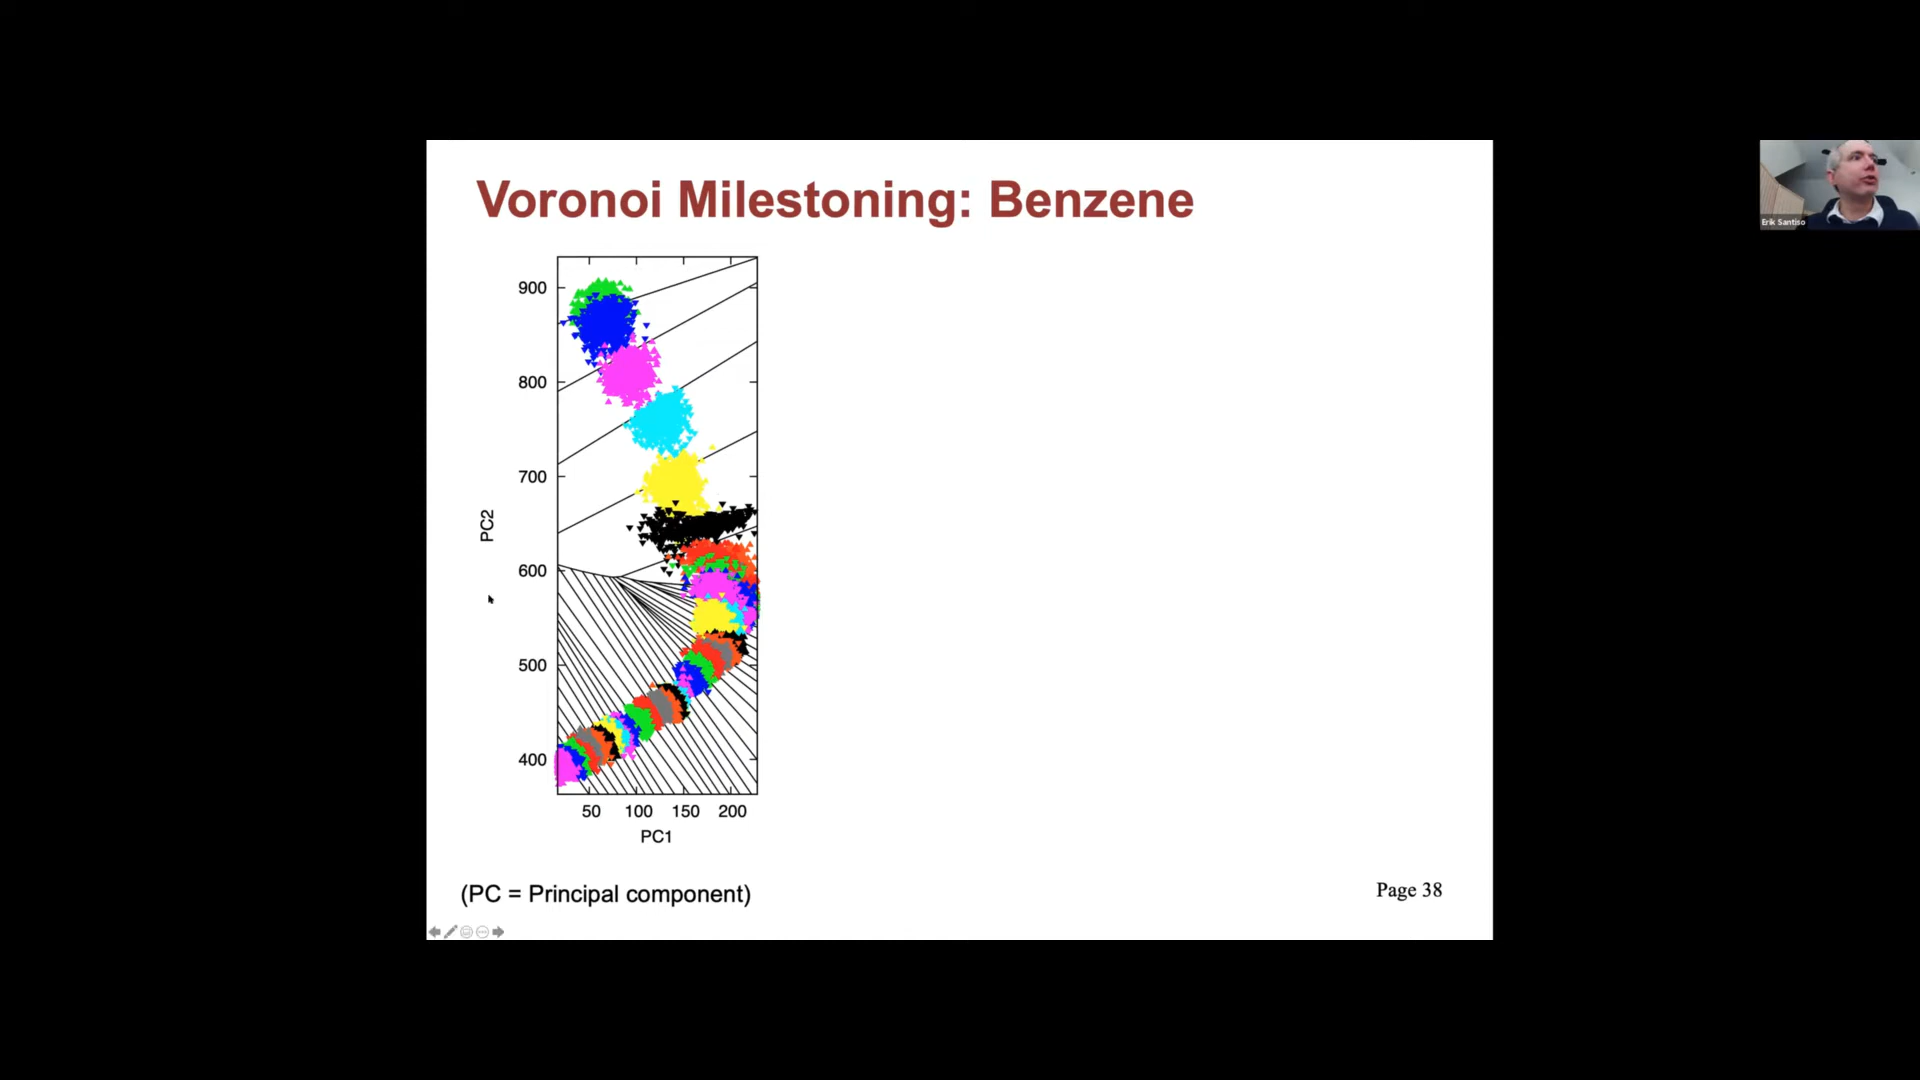 Voronoi Milestoning: Benzene
Erik Santiso
900
800
700
600
500
400
PC2
50 100 150 200
PC1
(PC = Principal component)
Page 38